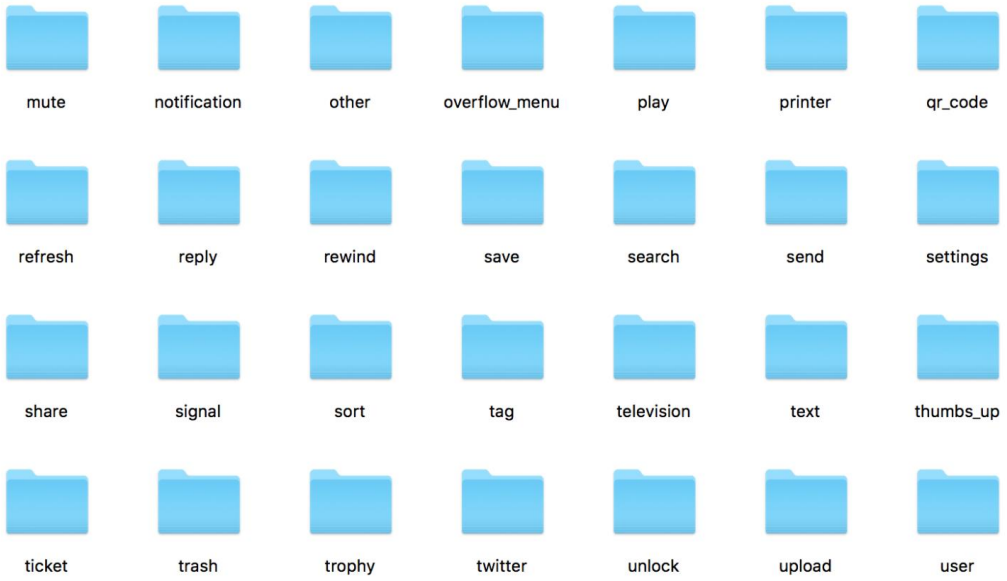 mute notification other overflow_menu play printer qr_code
refresh reply rewind save search send settings
share signal sort tag television text thumbs_up
ticket trash trophy twitter unlock upload user